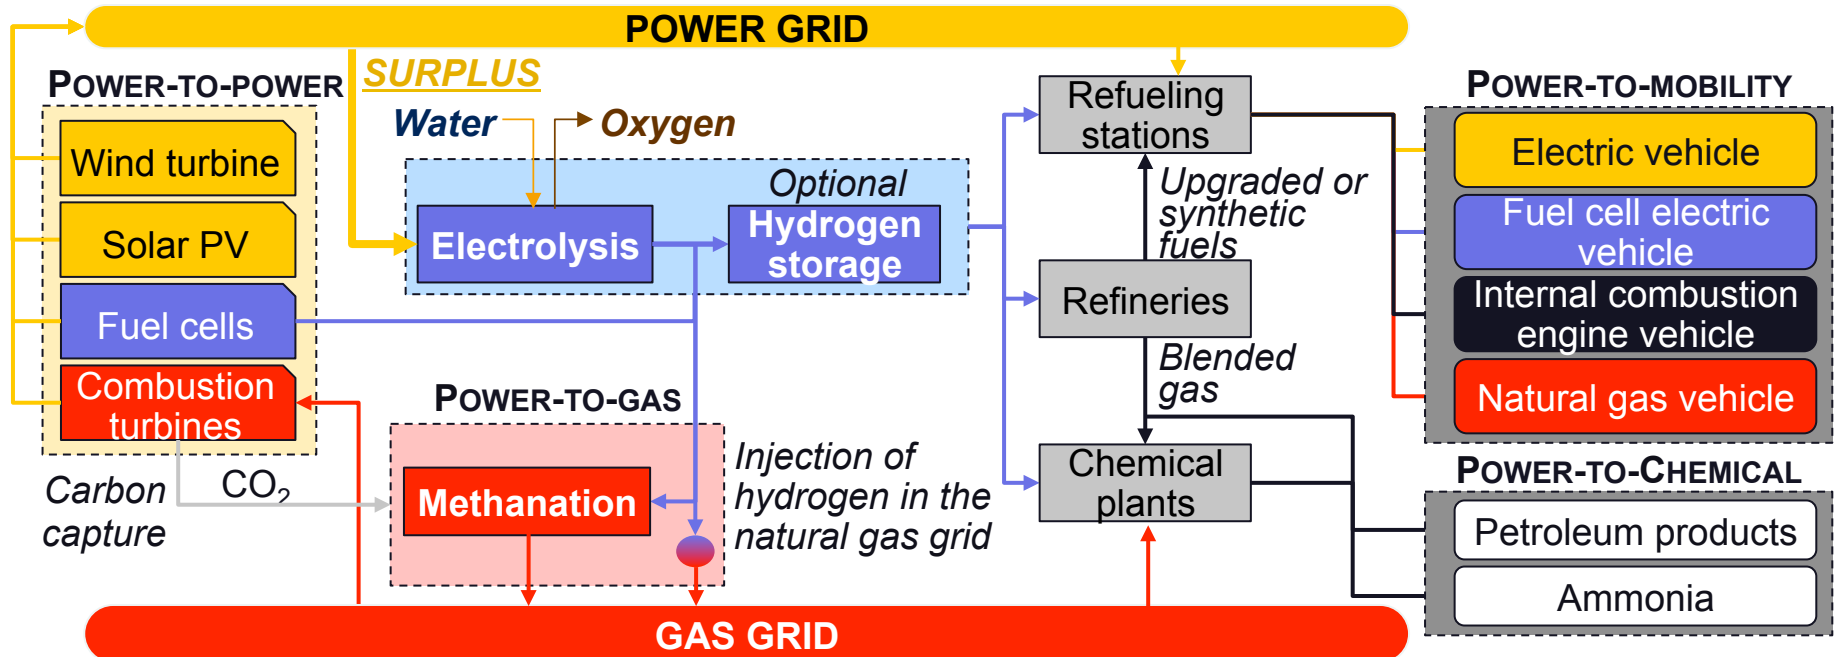 POWER GRID
POWER-TO-POWER
SURPLUS
Water
Oxygen
Wind turbine
Solar PV
Fuel cells
Combustion
turbines
Optional
Electrolysis
Hydrogen
storage
POWER-TO-GAS
Carbon
capture
CO₂
Methanation
Injection of
hydrogen in the
natural gas grid
Refueling
stations
Upgraded or
synthetic
fuels
Refineries
Blended
gas
Chemical
plants
POWER-TO-MOBILITY
Electric vehicle
Fuel cell electric
vehicle
Internal combustion
engine vehicle
Natural gas vehicle
POWER-TO-CHEMICAL
Petroleum products
Ammonia
GAS GRID